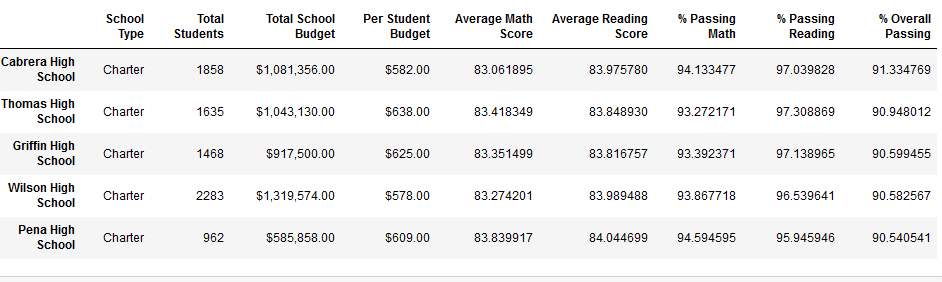 School Type Total Students Total School Budget Per Student Budget Average Math Score Average Reading Score % Passing Math % Passing Reading % Overall Passing
Cabrera High School Charter 1858 $1,081,356.00 $582.00 83.061895 83.975780 94.133477 97.039828 91.334769
Thomas High School Charter 1635 $1,043,130.00 $638.00 83.418349 83.848930 93.272171 97.308869 90.948012
Griffin High School Charter 1468 $917,500.00 $625.00 83.351499 83.816757 93.392371 97.138965 90.599455
Wilson High School Charter 2283 $1,319,574.00 $578.00 83.274201 83.989488 93.867718 96.539641 90.582567
Pena High School Charter 962 $585,858.00 $609.00 83.839917 84.044699 94.594595 95.945946 90.540541